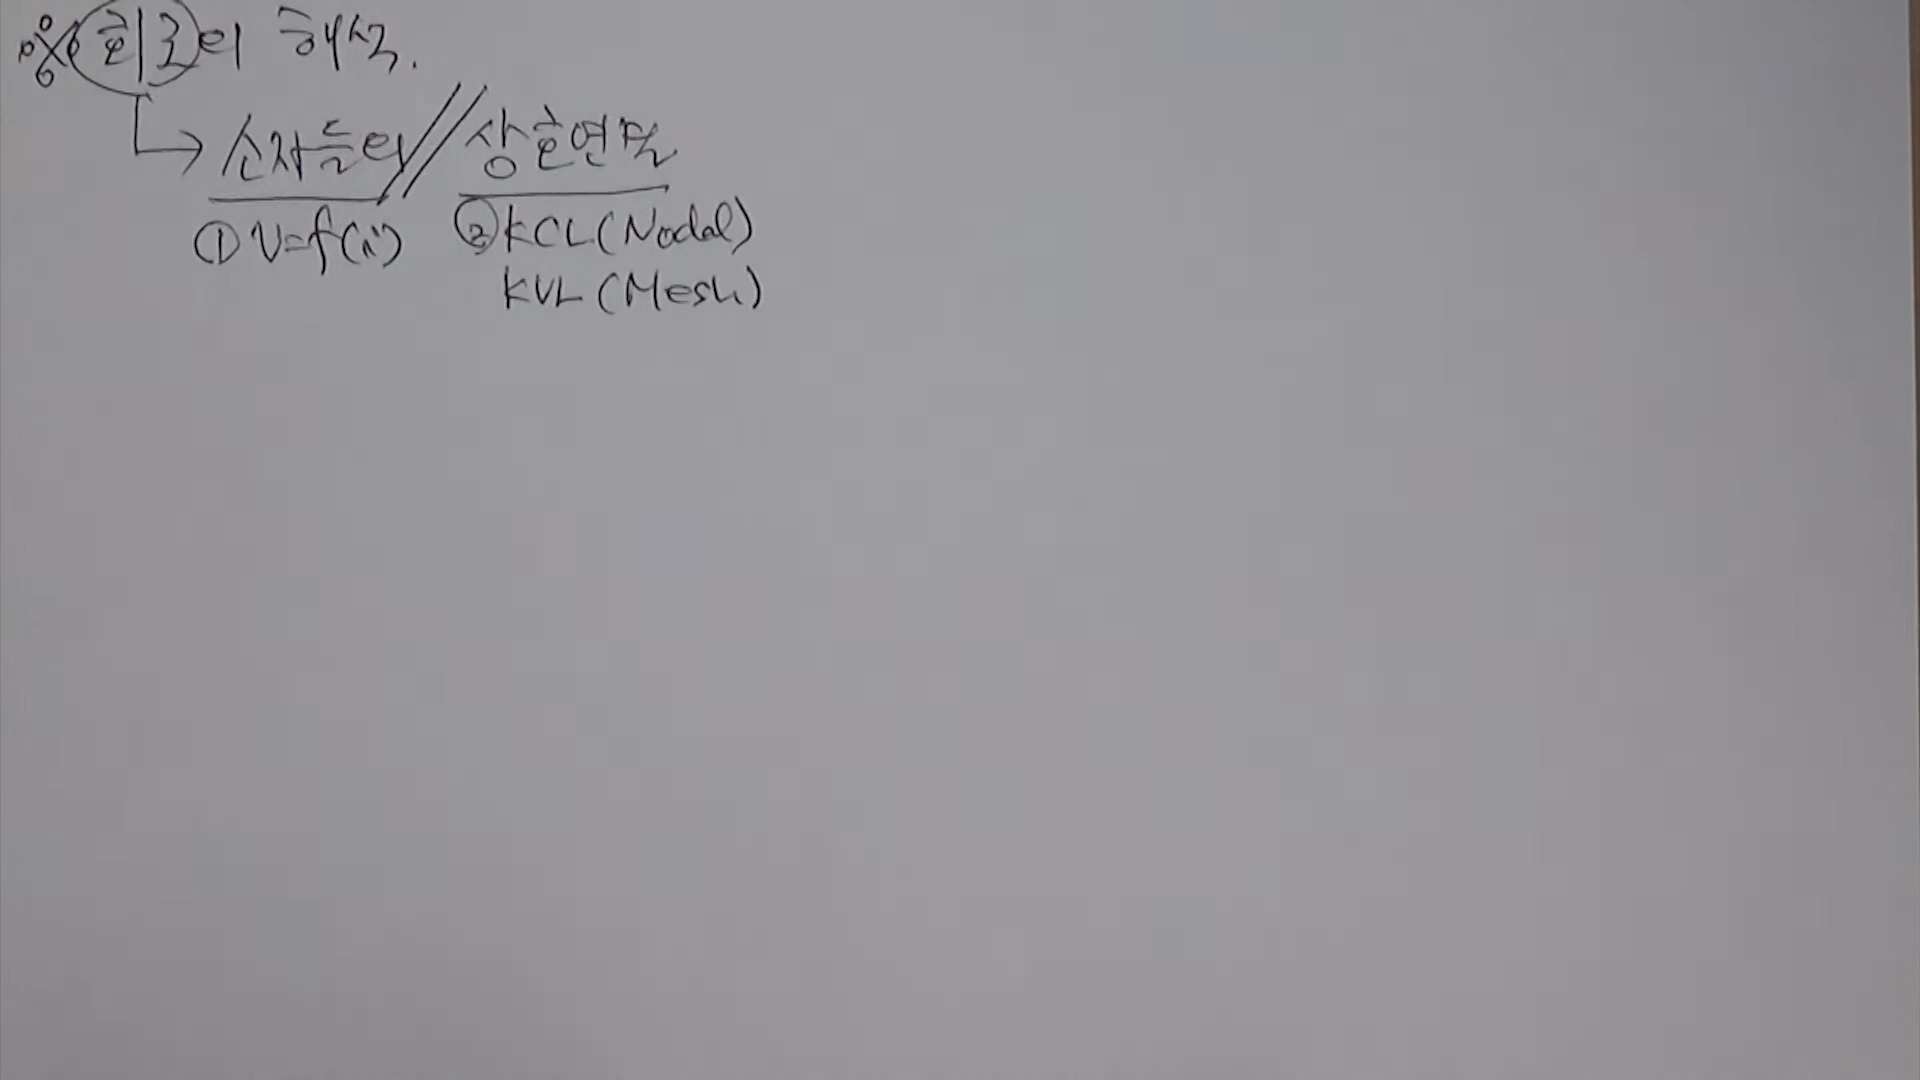 ※ 회로의 해석.
→ 소자들의 // 상호연결
① V=f(i) ② KCL(Nodal)
KVL(Mesh)